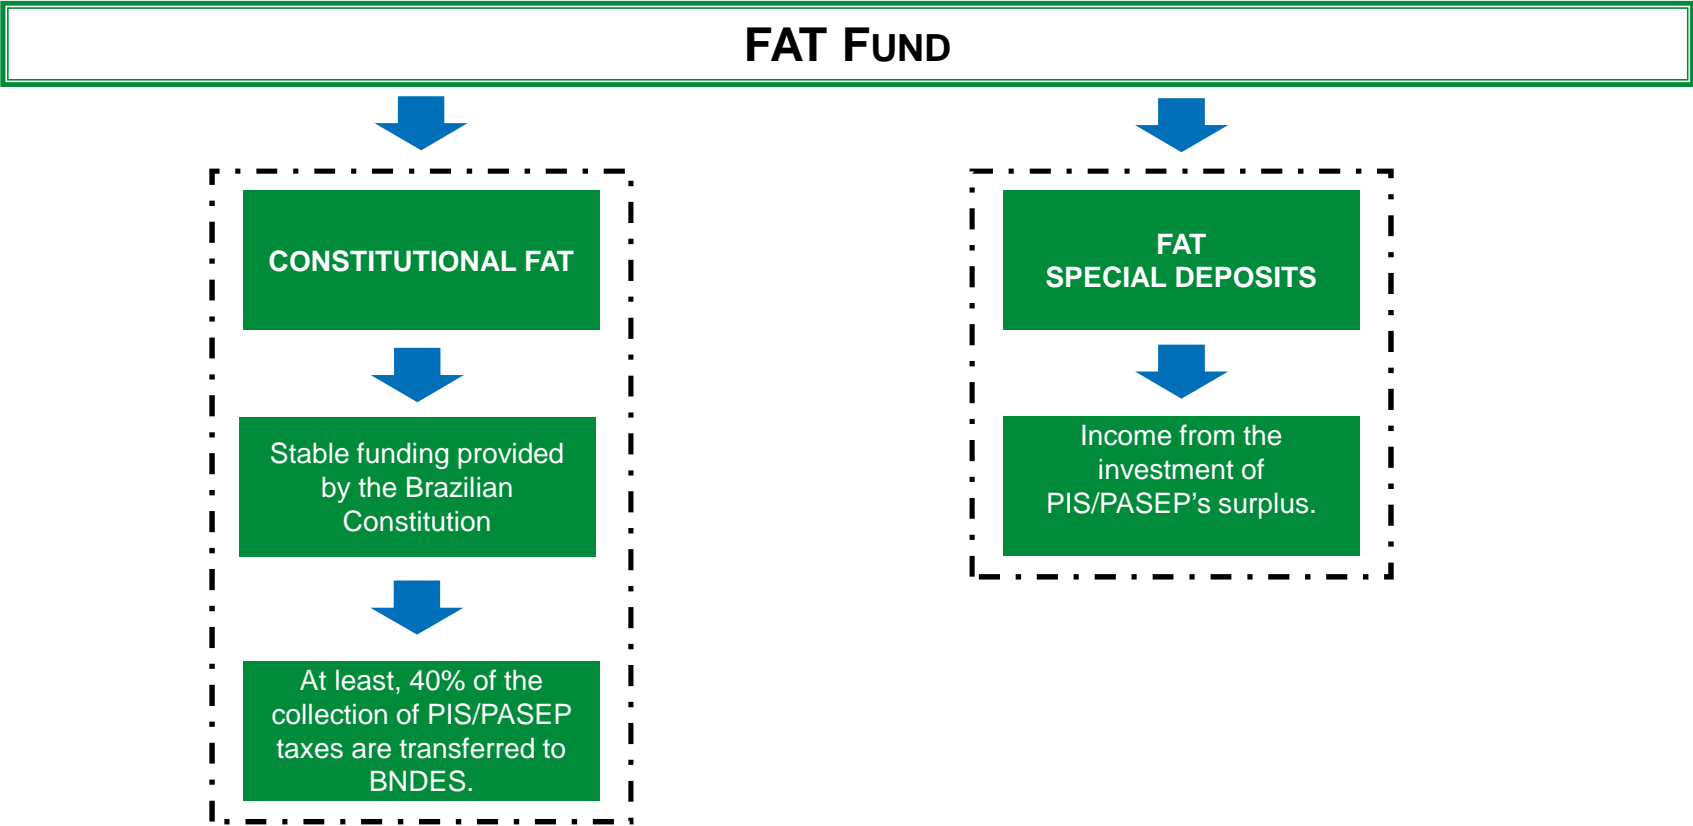 FAT FUND
CONSTITUTIONAL FAT
Stable funding provided
by the Brazilian
Constitution
At least, 40% of the
collection of PIS/PASEP
taxes are transferred to
BNDES.
FAT
SPECIAL DEPOSITS
Income from the
investment of
PIS/PASEP’s surplus.